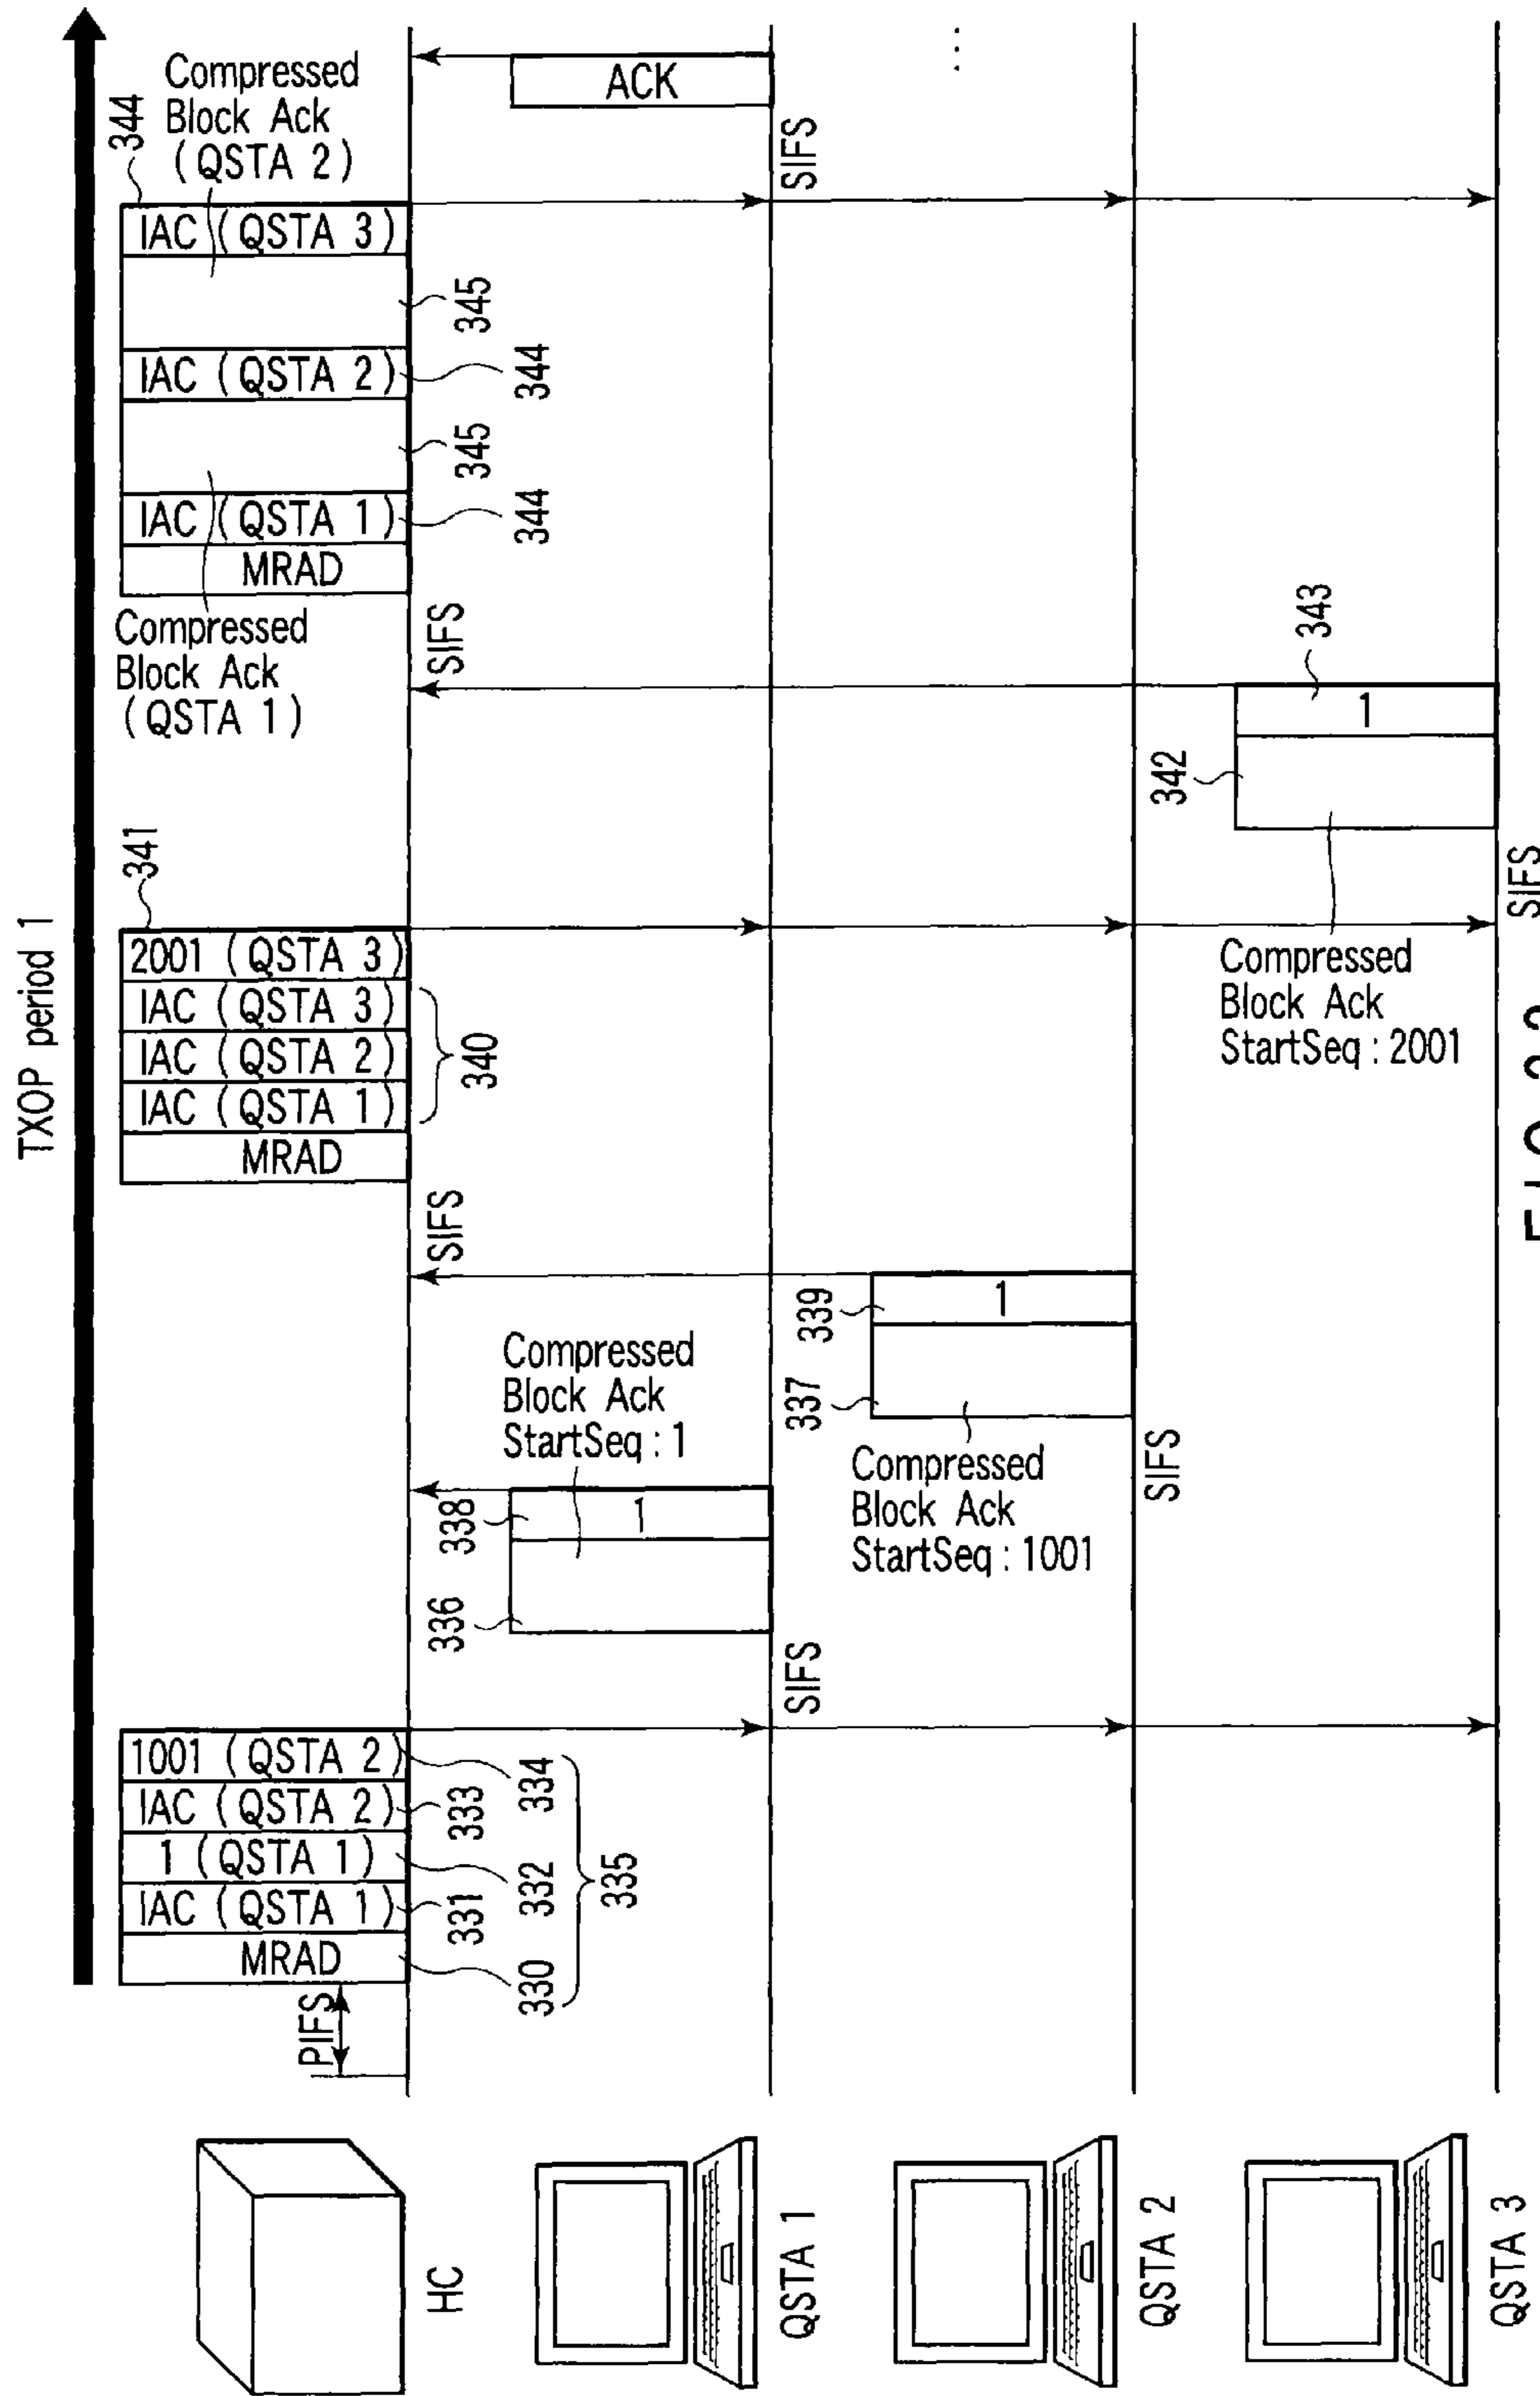 TXOP period 1
PIFS
MRAD
IAC (QSTA 1)
1 (QSTA 1)
IAC (QSTA 2)
1001 (QSTA 2)
330
331
332
333
334
335
MRAD
IAC (QSTA 1)
IAC (QSTA 2)
IAC (QSTA 3)
2001 (QSTA 3)
340
341
SIFS
Compressed
Block Ack
(QSTA 1)
SIFS
MRAD
IAC (QSTA 1)
IAC (QSTA 2)
IAC (QSTA 3)
344
345
344
345
344
Compressed
Block Ack
(QSTA 2)
HC
SIFS
336
338
1
Compressed
Block Ack
StartSeq : 1
SIFS
ACK
QSTA 1
SIFS
337
339
1
Compressed
Block Ack
StartSeq : 1001
...
QSTA 2
SIFS
342
343
1
Compressed
Block Ack
StartSeq : 2001
QSTA 3